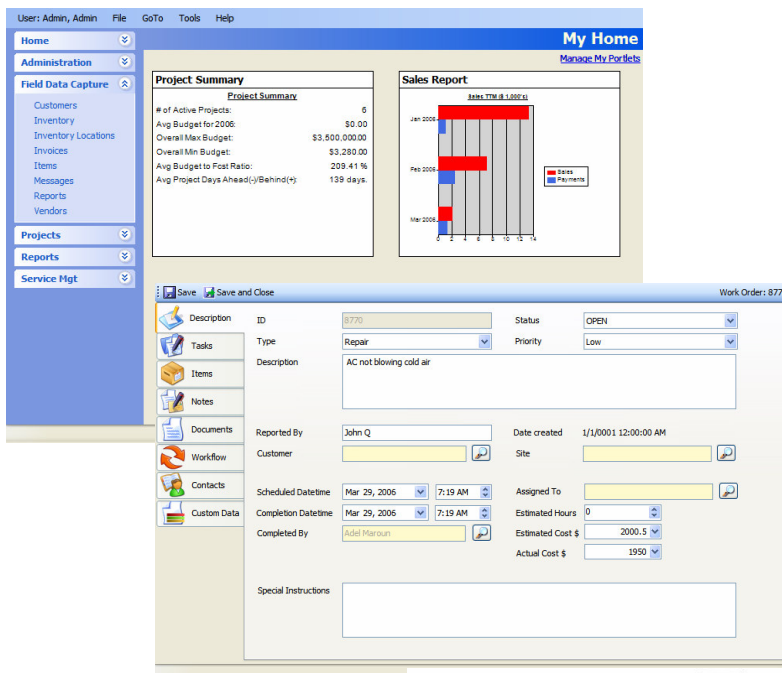 User: Admin, Admin File GoTo Tools Help
Home
My Home
Administration
Manage My Portlets
Field Data Capture
Customers
Inventory
Inventory Locations
Invoices
Items
Messages
Reports
Vendors
Projects
Reports
Service Mgt
Project Summary
Project Summary
# of Active Projects: 6
Avg Budget for 2006: $0.00
Overall Max Budget: $3,500,000.00
Overall Min Budget: $3,280.00
Avg Budget to Fcst Ratio: 209.41 %
Avg Project Days Ahead(-)/Behind(+): 139 days.
Sales Report
Sales TTM ($ 1,000's)
Jan 2006
Feb 2006
Mar 2006
0 2 4 6 8 10 12 14
Sales
Payments
Save Save and Close Work Order: 877
Description
Tasks
Items
Notes
Documents
Workflow
Contacts
Custom Data
ID 8770 Status OPEN
Type Repair Priority Low
Description AC not blowing cold air
Reported By John Q Date created 1/1/0001 12:00:00 AM
Customer Site
Scheduled Datetime Mar 29, 2006 7:19 AM Assigned To
Completion Datetime Mar 29, 2006 7:19 AM Estimated Hours 0
Completed By Adel Maroun Estimated Cost $ 2000.5
Actual Cost $ 1950
Special Instructions